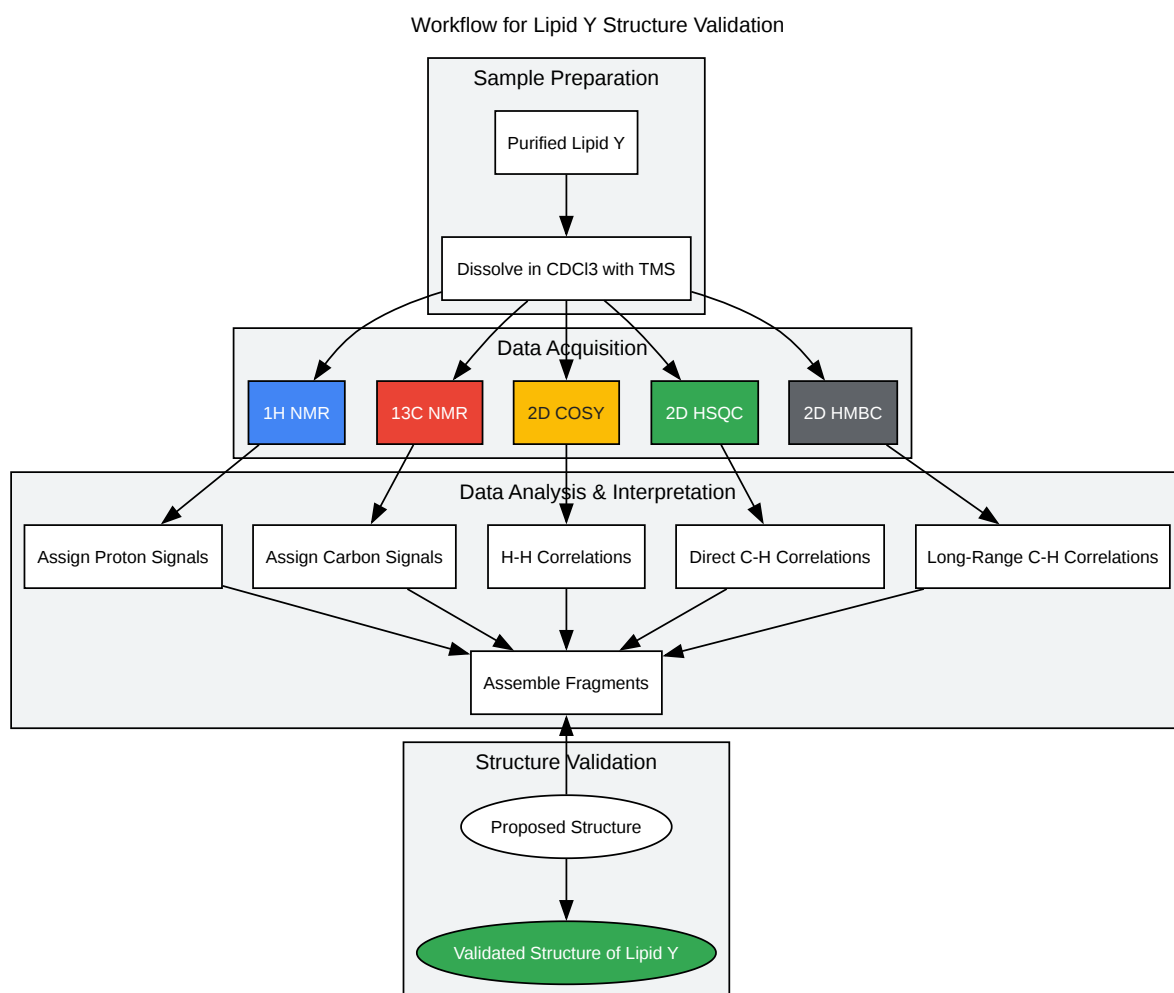 Workflow for Lipid Y Structure Validation
Sample Preparation
Purified Lipid Y
Dissolve in CDCl3 with TMS
Data Acquisition
1H NMR
13C NMR
2D COSY
2D HSQC
2D HMBC
Data Analysis & Interpretation
Assign Proton Signals
Assign Carbon Signals
H-H Correlations
Direct C-H Correlations
Long-Range C-H Correlations
Assemble Fragments
Structure Validation
Proposed Structure
Validated Structure of Lipid Y